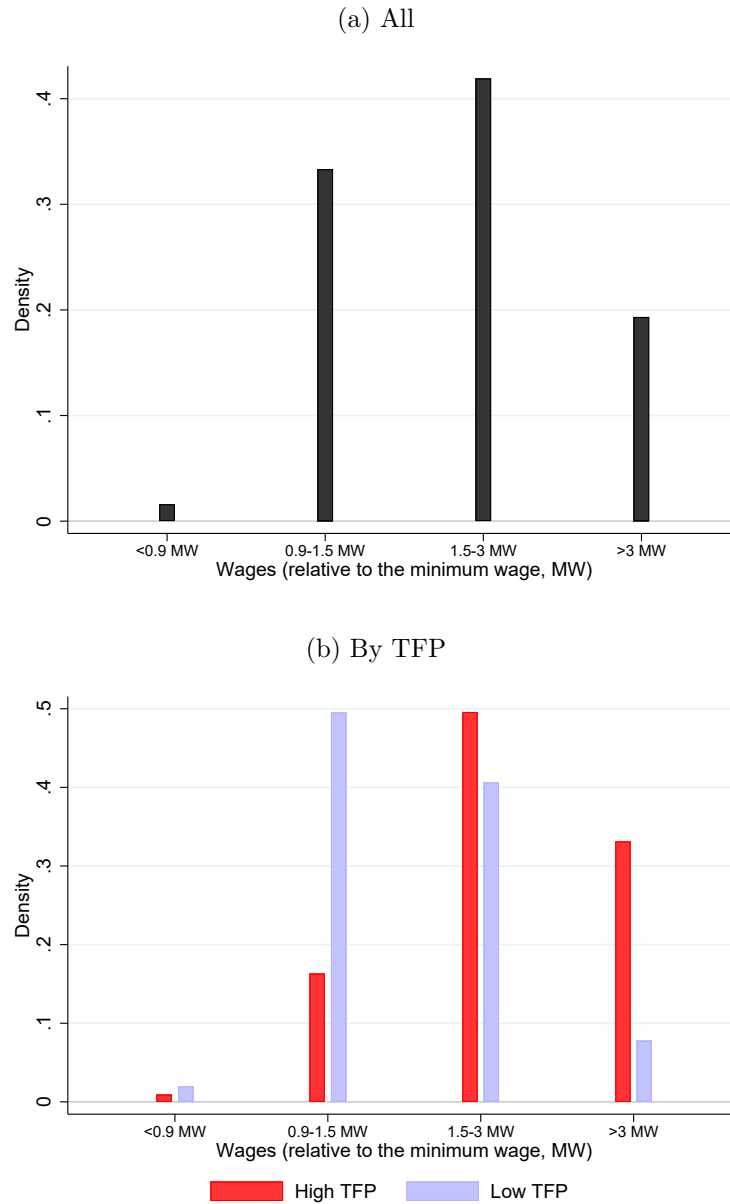 (a) All
.4
.3
.2
.1
0
Density
<0.9 MW 0.9-1.5 MW 1.5-3 MW >3 MW
Wages (relative to the minimum wage, MW)
(b) By TFP
.5
.4
.3
.2
.1
0
Density
<0.9 MW 0.9-1.5 MW 1.5-3 MW >3 MW
Wages (relative to the minimum wage, MW)
High TFP Low TFP